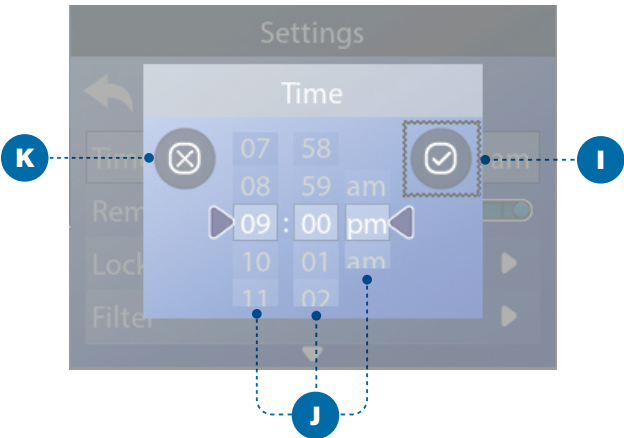 Settings
Time
K
I
Time
am
07 58
08 59 am
Rem
09 : 00 pm
Lock
10 01 am
11 02
Filter
J